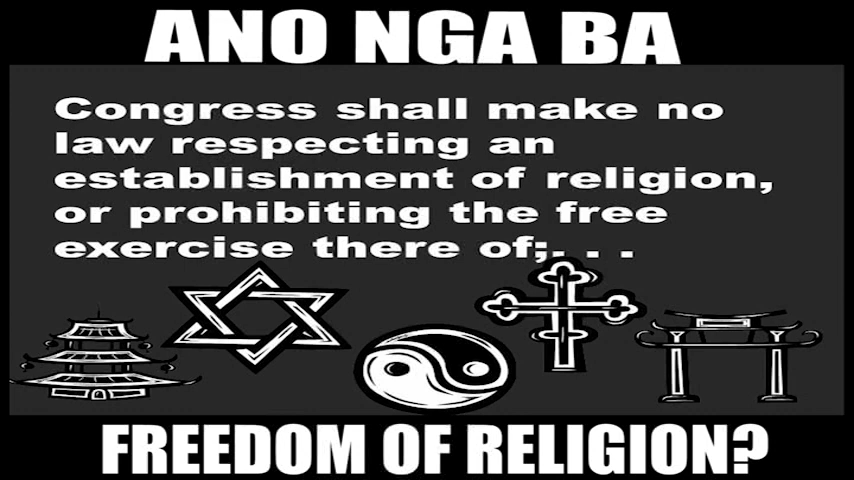 ANO NGA BA
Congress shall make no
law respecting an
establishment of religion,
or prohibiting the free
exercise there of;. . .
FREEDOM OF RELIGION?